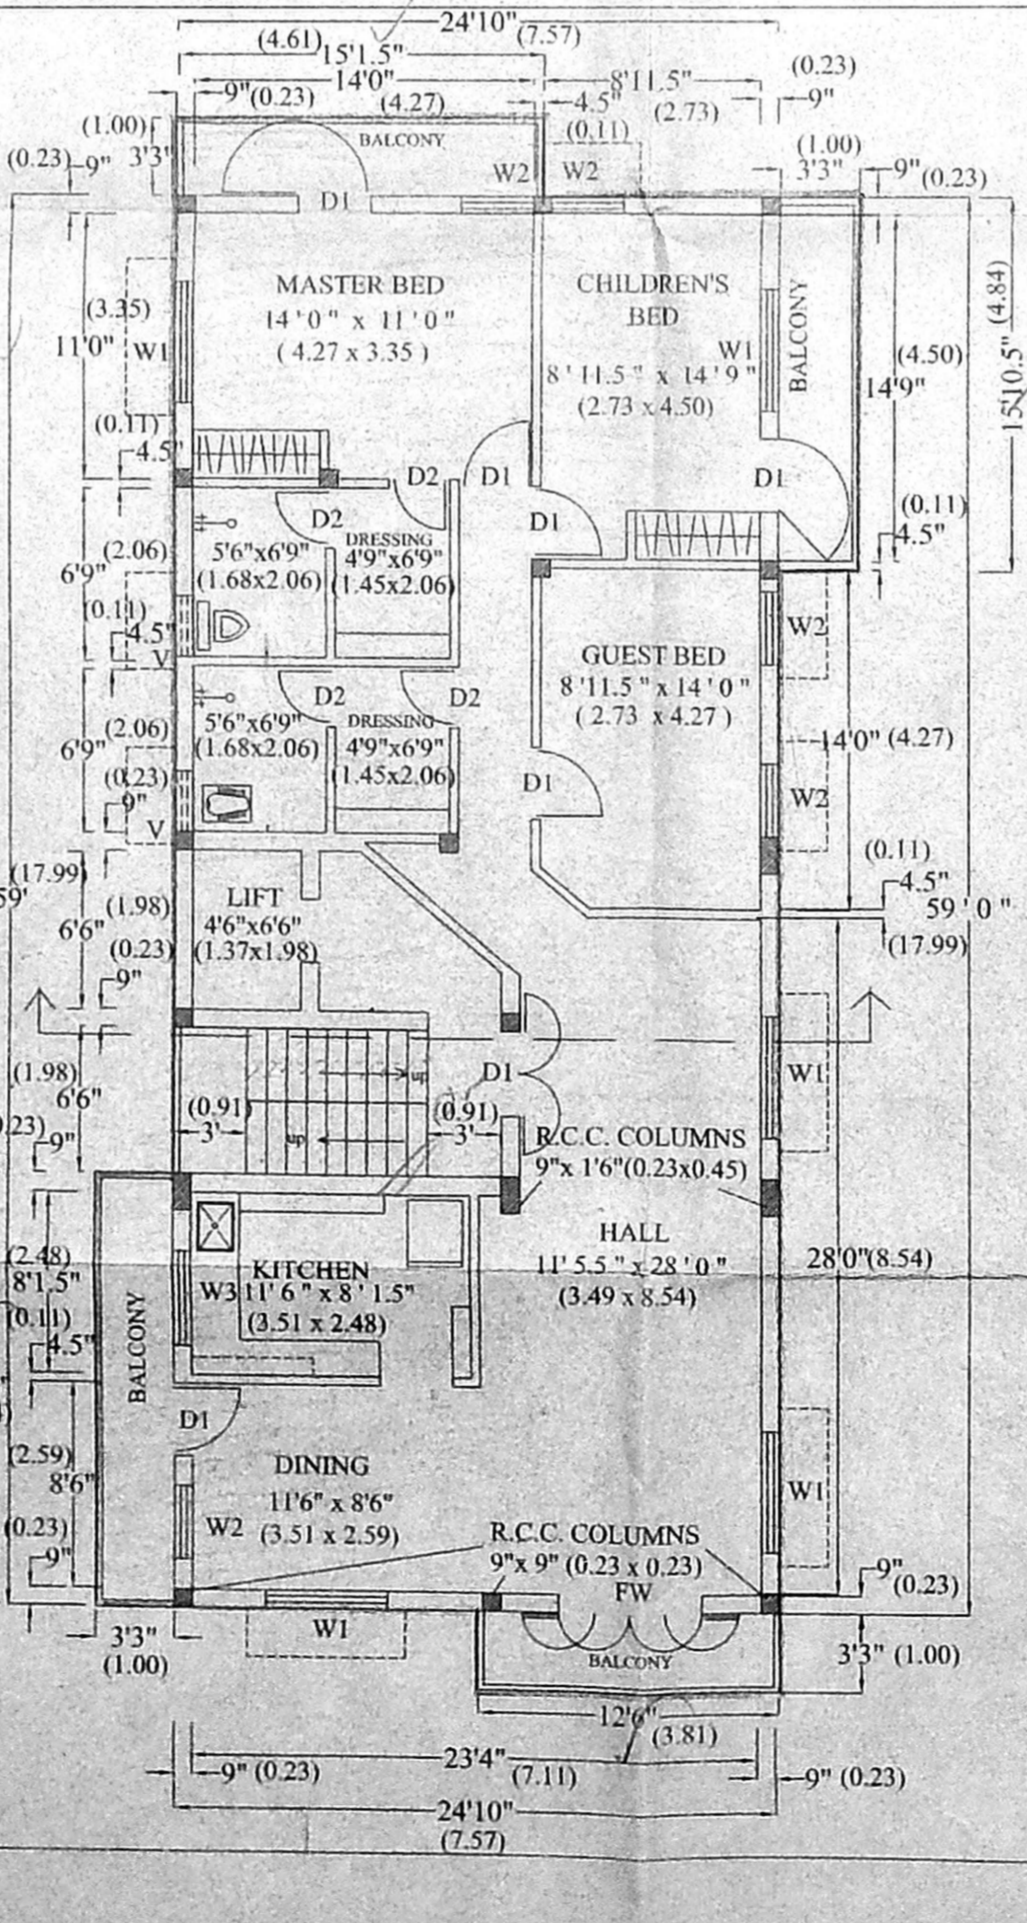 24'10"
(7.57)
(4.61)
15'1.5"
14'0"
(4.27)
8'11.5"
(2.73)
(0.23)
9"
9"(0.23)
4.5"
(0.11)
(1.00)
3'3"
(0.23)
9"
BALCONY
W2
W2
(1.00)
3'3"
9"
(0.23)
D1
MASTER BED
14'0" x 11'0"
(4.27 x 3.35)
CHILDREN'S
BED
W1
8'11.5" x 14'9"
(2.73 x 4.50)
BALCONY
(3.35)
11'0"
W1
(4.50)
14'9"
15'10.5" (4.84)
(0.11)
4.5"
D2
D1
D1
D2
D1
(0.11)
4.5"
(2.06)
6'9"
5'6"x6'9"
(1.68x2.06)
DRESSING
4'9"x6'9"
(1.45x2.06)
(0.11)
4.5"
V
W2
GUEST BED
8'11.5" x 14'0"
(2.73 x 4.27)
D2
D2
(2.06)
6'9"
5'6"x6'9"
(1.68x2.06)
DRESSING
4'9"x6'9"
(1.45x2.06)
14'0" (4.27)
(0.23)
9"
V
D1
W2
(17.99)
59'
(1.98)
6'6"
(0.23)
9"
LIFT
4'6"x6'6"
(1.37x1.98)
(0.11)
4.5"
59'0"
(17.99)
(1.98)
6'6"
(0.23)
9"
up
D1
W1
(0.91)
3'
up
(0.91)
3'
R.C.C. COLUMNS
9"x 1'6"(0.23x0.45)
HALL
11'5.5" x 28'0"
(3.49 x 8.54)
28'0"(8.54)
(2.48)
8'1.5"
(0.11)
4.5"
BALCONY
KITCHEN
W3
11'6" x 8'1.5"
(3.51 x 2.48)
D1
(2.59)
8'6"
(0.23)
9"
DINING
11'6" x 8'6"
(3.51 x 2.59)
W2
W1
R.C.C. COLUMNS
9"x 9" (0.23 x 0.23)
FW
9"
(0.23)
W1
3'3"
(1.00)
BALCONY
3'3" (1.00)
12'6"
(3.81)
23'4"
(7.11)
9" (0.23)
9" (0.23)
24'10"
(7.57)